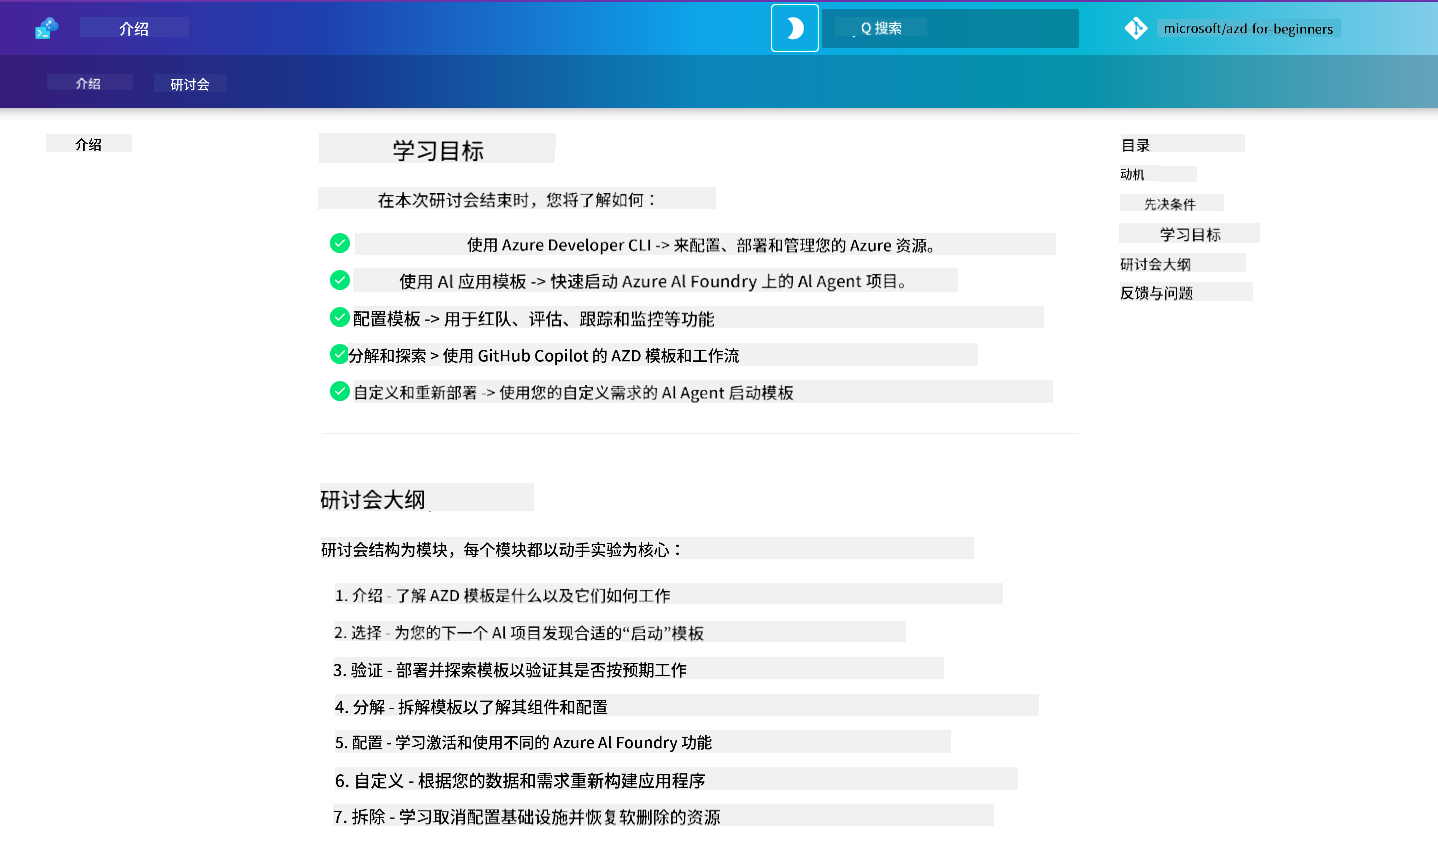 介绍
Q 搜索
microsoft/azd-for-beginners
介绍
研讨会
介绍
学习目标
在本次研讨会结束时，您将了解如何：
使用 Azure Developer CLI -> 来配置、部署和管理您的 Azure 资源。
使用 Al 应用模板 -> 快速启动 Azure Al Foundry 上的 Al Agent 项目。
配置模板 -> 用于红队、评估、跟踪和监控等功能
分解和探索 > 使用 GitHub Copilot 的 AZD 模板和工作流
自定义和重新部署 -> 使用您的自定义需求的 Al Agent 启动模板
研讨会大纲
研讨会结构为模块，每个模块都以动手实验为核心：
1. 介绍 - 了解 AZD 模板是什么以及它们如何工作
2. 选择 - 为您的下一个 Al 项目发现合适的“启动”模板
3. 验证 - 部署并探索模板以验证其是否按预期工作
4. 分解 - 拆解模板以了解其组件和配置
5. 配置 - 学习激活和使用不同的 Azure Al Foundry 功能
6. 自定义 - 根据您的数据和需求重新构建应用程序
7. 拆除 - 学习取消配置基础设施并恢复软删除的资源
目录
动机
先决条件
学习目标
研讨会大纲
反馈与问题